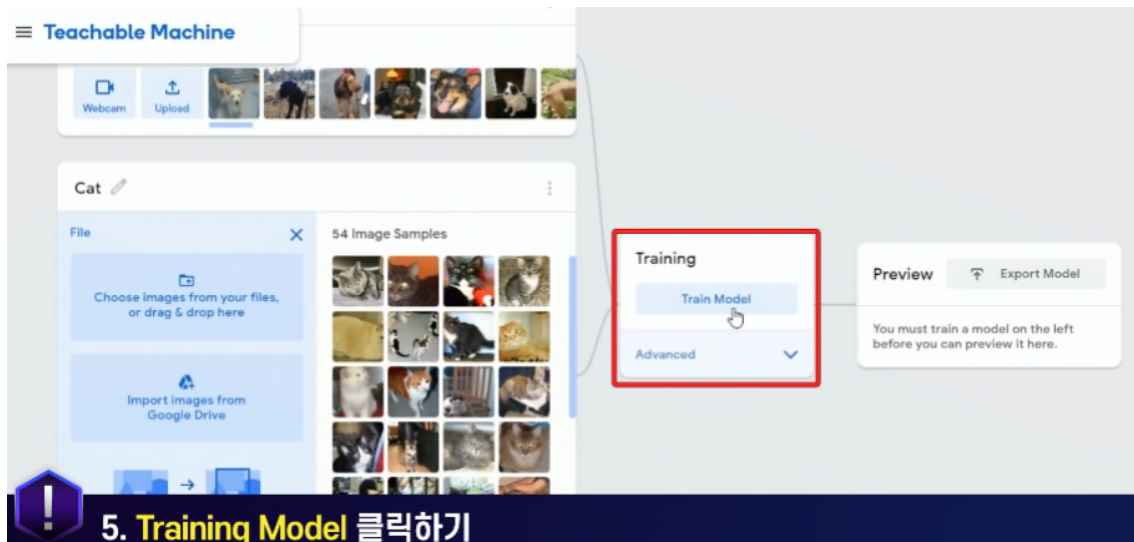 Teachable Machine
Webcam
Upload
Cat
File
54 Image Samples
Choose images from your files,
or drag & drop here
Import images from
Google Drive
Training
Train Model
Advanced
Preview
Export Model
You must train a model on the left
before you can preview it here.
!
5. Training Model 클릭하기